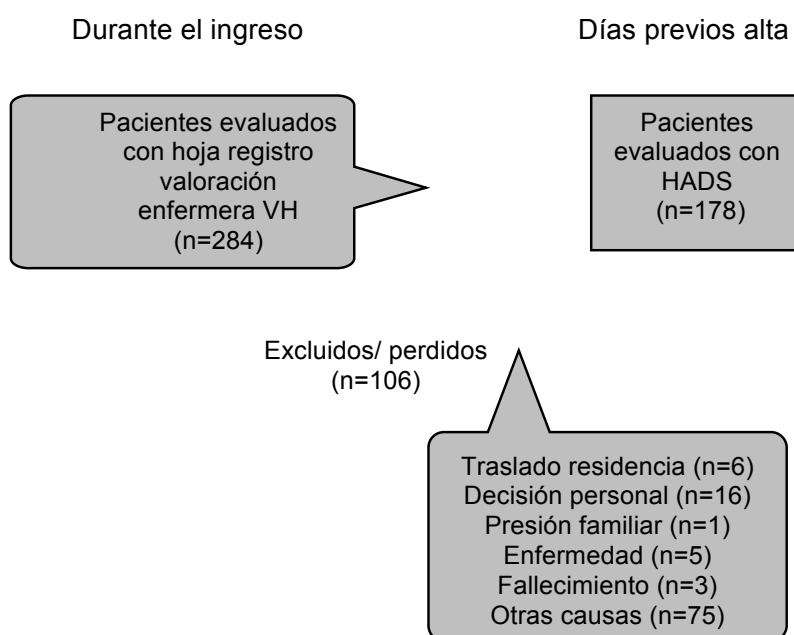 Durante el ingreso
Días previos alta
Pacientes evaluados
con hoja registro
valoración
enfermera VH
(n=284)
Pacientes
evaluados con
HADS
(n=178)
Excluidos/ perdidos
(n=106)
Traslado residencia (n=6)
Decisión personal (n=16)
Presión familiar (n=1)
Enfermedad (n=5)
Fallecimiento (n=3)
Otras causas (n=75)